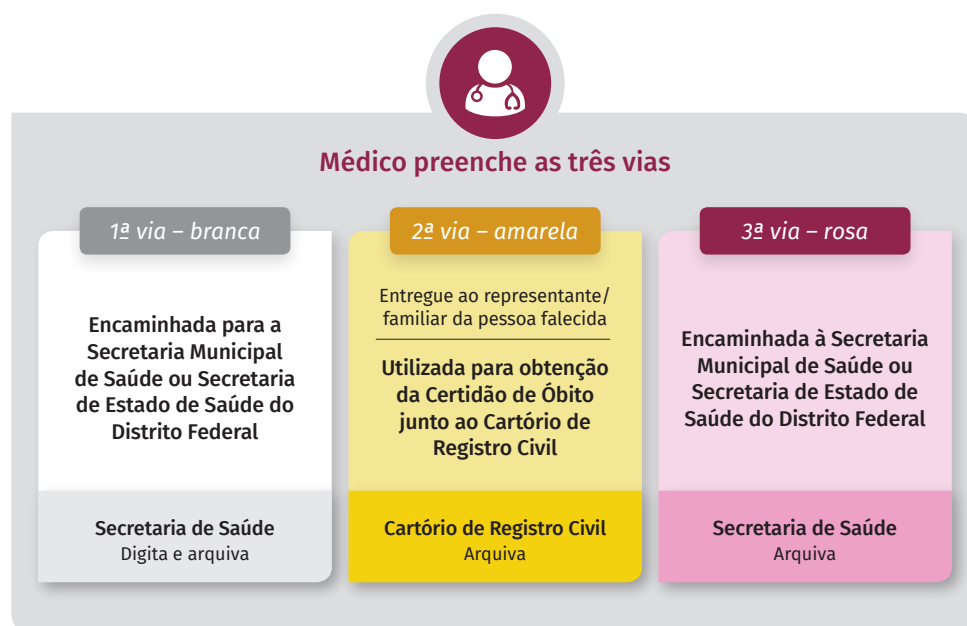 Médico preenche as três vias
1ª via – branca
Encaminhada para a
Secretaria Municipal
de Saúde ou Secretaria
de Estado de Saúde do
Distrito Federal
Secretaria de Saúde
Digita e arquiva
2ª via – amarela
Entregue ao representante/
familiar da pessoa falecida
Utilizada para obtenção
da Certidão de Óbito
junto ao Cartório de
Registro Civil
Cartório de Registro Civil
Arquiva
3ª via – rosa
Encaminhada à Secretaria
Municipal de Saúde ou
Secretaria de Estado de
Saúde do Distrito Federal
Secretaria de Saúde
Arquiva